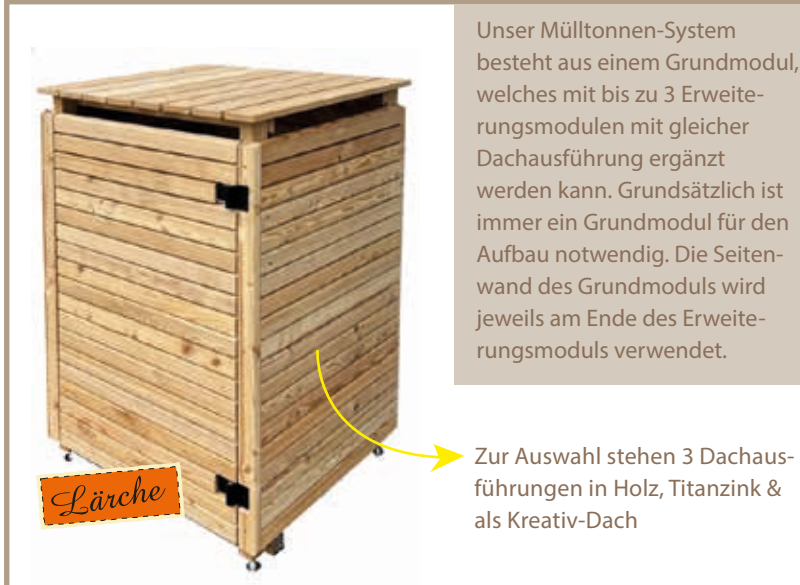 Unser Mülltonnen-System
besteht aus einem Grundmodul,
welches mit bis zu 3 Erweite-
rungsmodulen mit gleicher
Dachausführung ergänzt
werden kann. Grundsätzlich ist
immer ein Grundmodul für den
Aufbau notwendig. Die Seiten-
wand des Grundmoduls wird
jeweils am Ende des Erweite-
rungsmoduls verwendet.
Zur Auswahl stehen 3 Dachaus-
führungen in Holz, Titanzink &
als Kreativ-Dach
Lärche